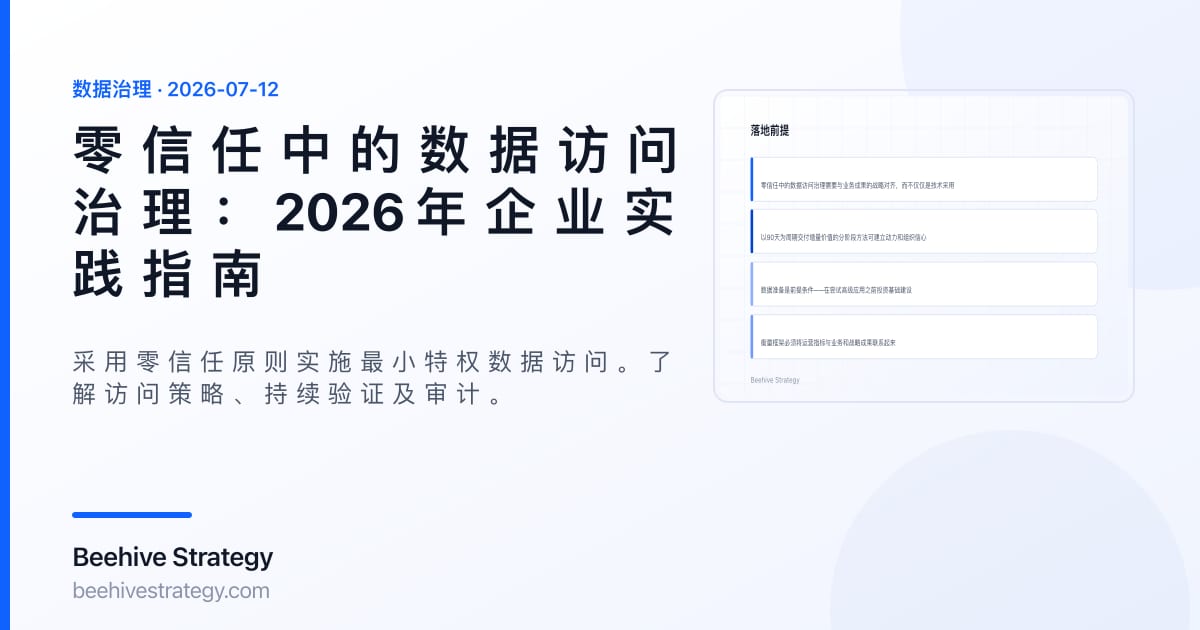 数据治理 · 2026-07-12
零信任中的数据访问
治理：2026年企业实
践指南
采用零信任原则实施最小特权数据访问。了
解访问策略、持续验证及审计。
Beehive Strategy
beehivestrategy.com
落地前提
零信任中的数据访问治理需要与业务成果的战略对齐，而不仅仅是技术采用
以90天为周期交付增量价值的分阶段方法可建立动力和组织信心
数据准备是前提条件——在尝试高级应用之前投资基础建设
衡量框架必须将运营指标与业务和战略成果联系起来
Beehive Strategy